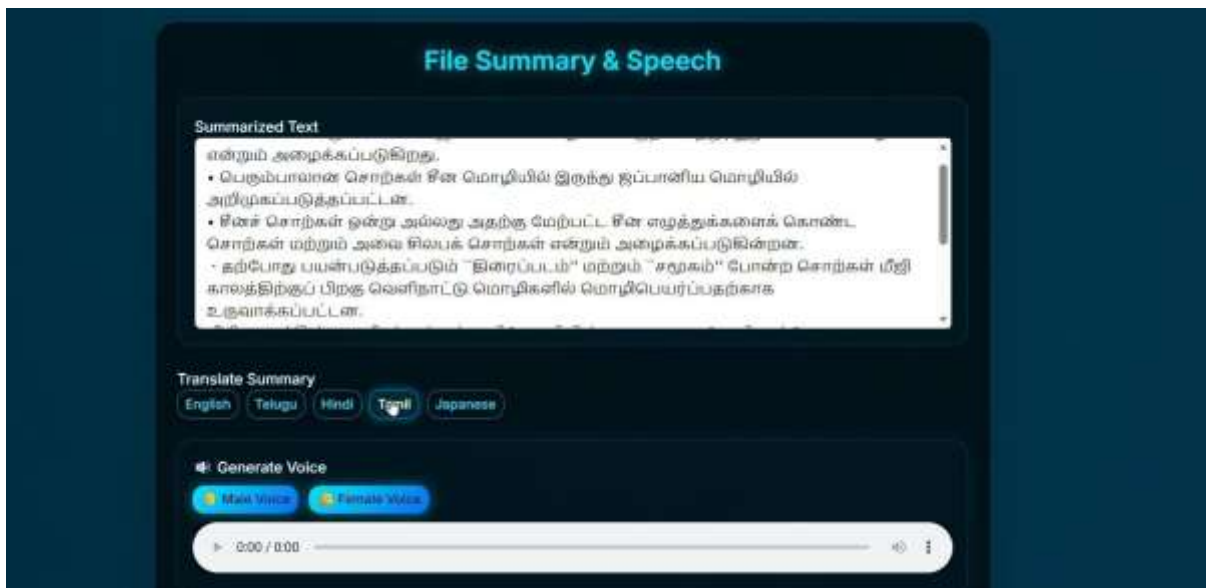 File Summary & Speech
Summarized Text
என்றும் அழைக்கப்படுகிறது.
• பெரும்பாலான சொற்கள் சீன மொழியில் இருந்து ஜப்பானிய மொழியில்
அறிமுகப்படுத்தப்பட்டன.
• சீனச் சொற்கள் ஒன்று அல்லது அதற்கு மேற்பட்ட சீன எழுத்துக்களைக் கொண்ட
சொற்கள் மற்றும் அவை சிலபக் சொற்கள் என்றும் அழைக்கப்படுகின்றன.
- தற்போது பயன்படுத்தப்படும் "திரைப்படம்" மற்றும் "சமூகம்" போன்ற சொற்கள் மீஜி
காலத்திற்குப் பிறகு வெளிநாட்டு மொழிகளில் மொழிபெயர்ப்பதற்காக
உருவாக்கப்பட்டன.
Translate Summary
English Telugu Hindi Tamil Japanese
Generate Voice
Male Voice Female Voice
0:00 / 0:00